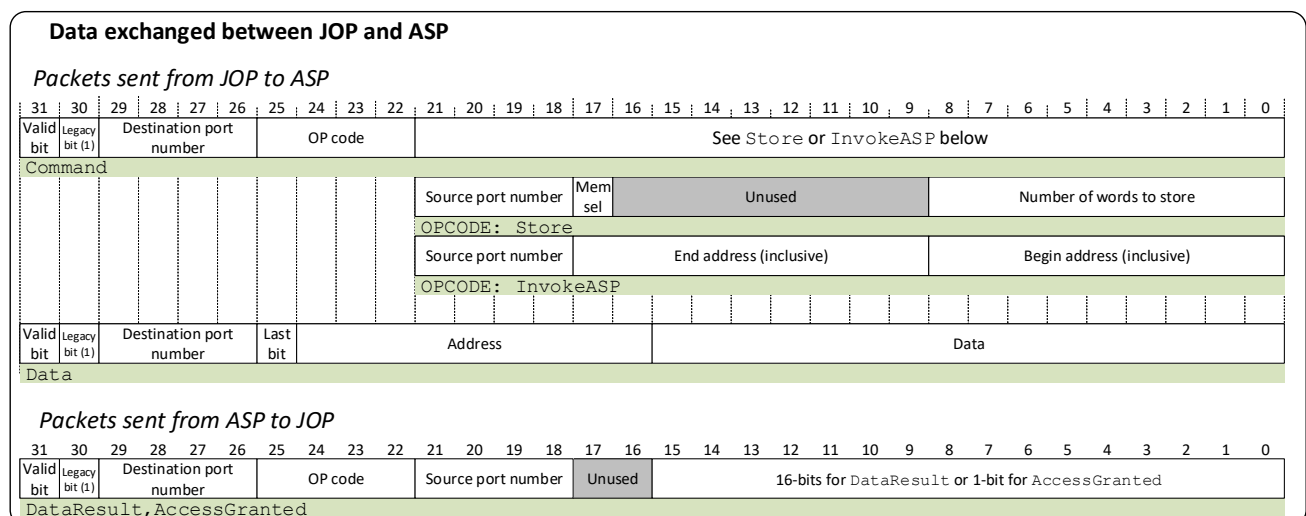 Data exchanged between JOP and ASP
Packets sent from JOP to ASP
31 30 29 28 27 26 25 24 23 22 21 20 19 18 17 16 15 14 13 12 11 10 9 8 7 6 5 4 3 2 1 0
Valid bit Legacy bit (1) Destination port number OP code See Store or InvokeASP below
Command
Source port number Mem sel Unused Number of words to store
OPCODE: Store
Source port number End address (inclusive) Begin address (inclusive)
OPCODE: InvokeASP
Valid bit Legacy bit (1) Destination port number Last bit Address Data
Data
Packets sent from ASP to JOP
31 30 29 28 27 26 25 24 23 22 21 20 19 18 17 16 15 14 13 12 11 10 9 8 7 6 5 4 3 2 1 0
Valid bit Legacy bit (1) Destination port number OP code Source port number Unused 16-bits for DataResult or 1-bit for AccessGranted
DataResult,AccessGranted